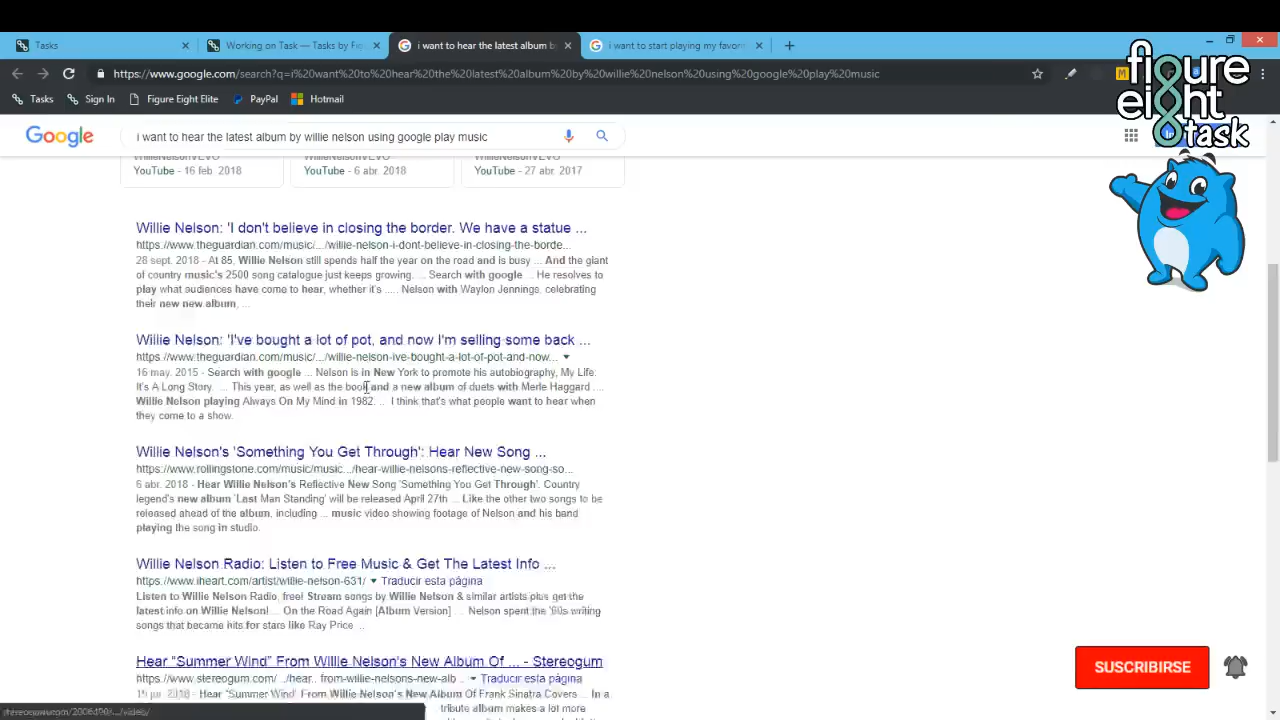 Tasks
Working on Task — Tasks by Fig
i want to hear the latest album b
i want to start playing my favor
https://www.google.com/search?q=i%20want%20to%20hear%20the%20latest%20album%20by%20willie%20nelson%20using%20google%20play%20music
Tasks
Sign In
Figure Eight Elite
PayPal
Hotmail
figure
eight
task
Google
i want to hear the latest album by willie nelson using google play music
WillieNelsonVEVO
WillieNelsonVEVO
WillieNelsonVEVO
YouTube - 16 feb. 2018
YouTube - 6 abr. 2018
YouTube - 27 abr. 2017
Willie Nelson: 'I don't believe in closing the border. We have a statue ...
https://www.theguardian.com/music/.../willie-nelson-i-dont-believe-in-closing-the-borde...
28 sept. 2018 - At 85, Willie Nelson still spends half the year on the road and is busy ... And the giant
of country music's 2500 song catalogue just keeps growing. ... Search with google ... He resolves to
play what audiences have come to hear, whether it's ..... Nelson with Waylon Jennings, celebrating
their new new album, ...
Willie Nelson: 'I've bought a lot of pot, and now I'm selling some back ...
https://www.theguardian.com/music/.../willie-nelson-ive-bought-a-lot-of-pot-and-now...
16 may. 2015 - Search with google ... Nelson is in New York to promote his autobiography, My Life:
It's A Long Story. ... This year, as well as the book and a new album of duets with Merle Haggard ....
Willie Nelson playing Always On My Mind in 1982. .. I think that's what people want to hear when
they come to a show.
Willie Nelson's 'Something You Get Through': Hear New Song ...
https://www.rollingstone.com/music/music.../hear-willie-nelsons-reflective-new-song-so...
6 abr. 2018 - Hear Willie Nelson's Reflective New Song 'Something You Get Through'. Country
legend's new album 'Last Man Standing' will be released April 27th ... Like the other two songs to be
released ahead of the album, including ... music video showing footage of Nelson and his band
playing the song in studio.
Willie Nelson Radio: Listen to Free Music & Get The Latest Info ...
https://www.iheart.com/artist/willie-nelson-631/ Traducir esta página
Listen to Willie Nelson Radio, free! Stream songs by Willie Nelson & similar artists plus get the
latest info on Willie Nelson! ... On the Road Again [Album Version] ... Nelson spent the '60s writing
songs that became hits for stars like Ray Price ..
Hear “Summer Wind” From Willie Nelson's New Album Of ... - Stereogum
https://www.stereogum.com/.../hear.. from-willie-nelsons-new-alb... Traducir esta página
2018 - Hear “Summer Wind” From Willie Nelson's New Album Of Frank Sinatra Covers ... In a
tribute album makes a lot more
SUSCRIBIRSE